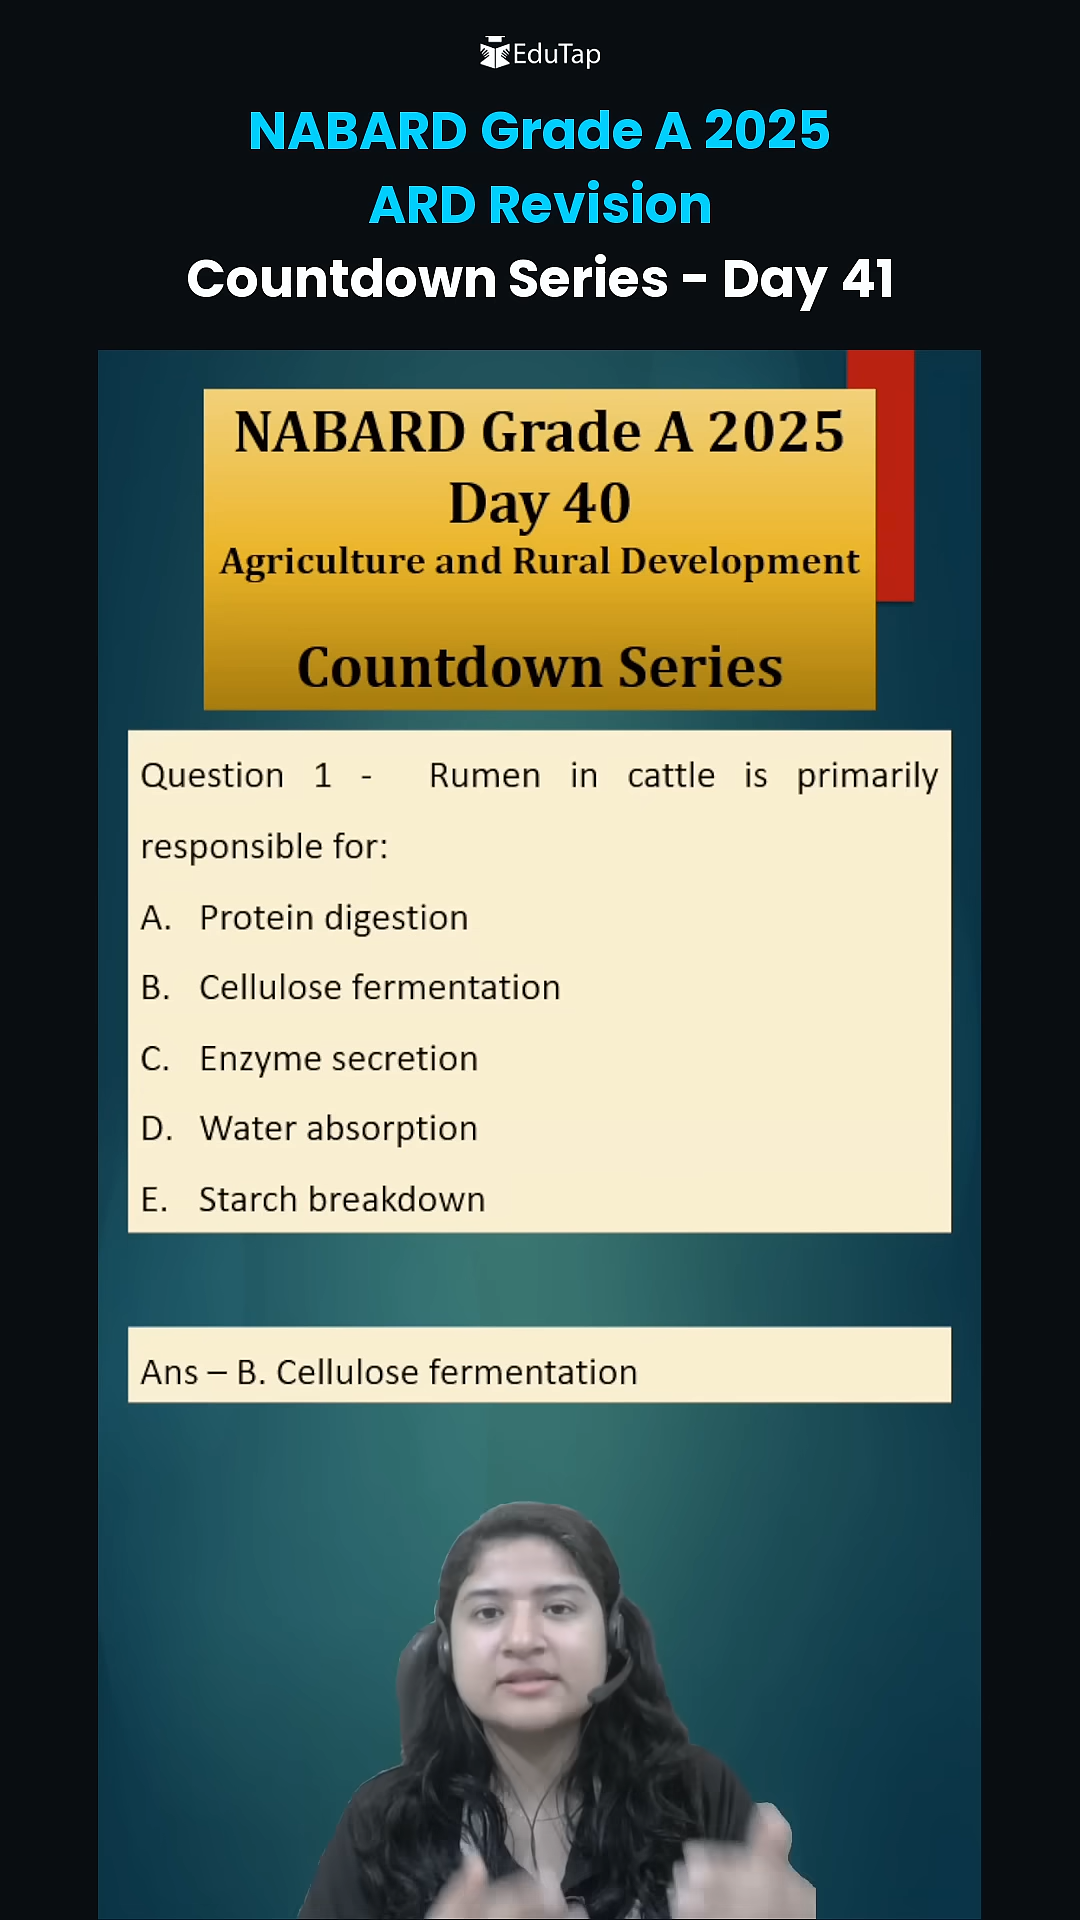 EduTap
NABARD Grade A 2025
ARD Revision
Countdown Series - Day 41
NABARD Grade A 2025
Day 40
Agriculture and Rural Development
Countdown Series
Question 1 - Rumen in cattle is primarily
responsible for:
A. Protein digestion
B. Cellulose fermentation
C. Enzyme secretion
D. Water absorption
E. Starch breakdown
Ans – B. Cellulose fermentation